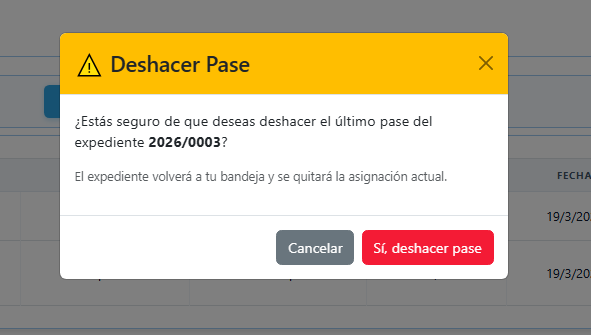 Deshacer Pase
¿Estás seguro de que deseas deshacer el último pase del
expediente 2026/0003?
El expediente volverá a tu bandeja y se quitará la asignación actual.
Cancelar
Sí, deshacer pase
FECHA
19/3/20
19/3/20